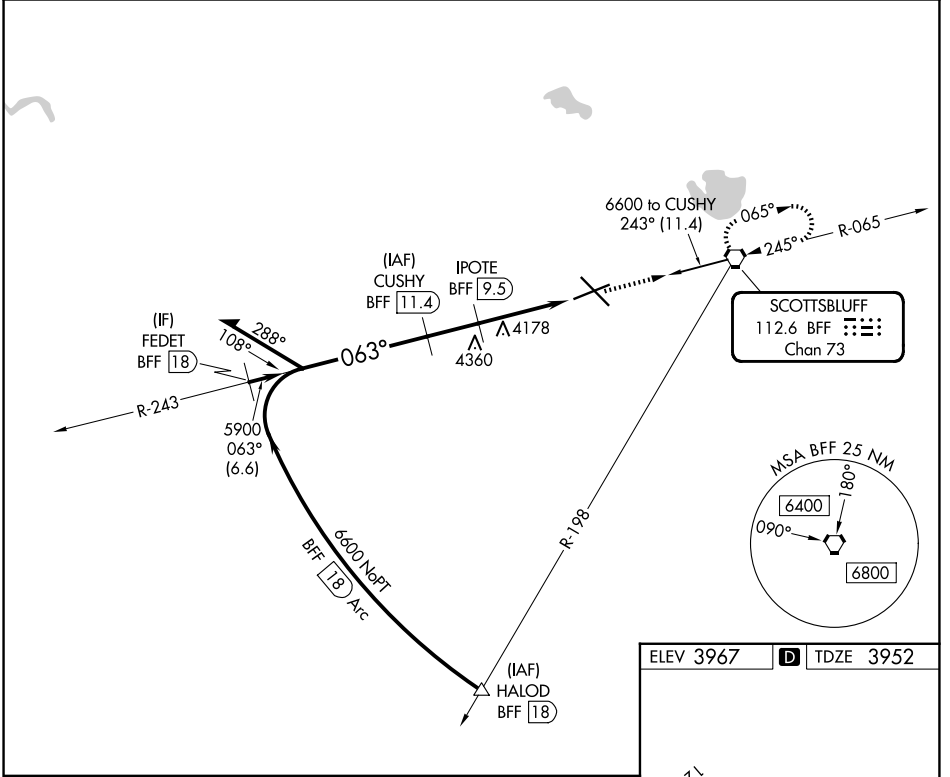 6600 to CUSHY
243° (11.4)
065°
245°
R-065
(IAF)
CUSHY
BFF 11.4
IPOTE
BFF 9.5
4178
4360
SCOTTSBLUFF
112.6 BFF
Chan 73
(IF)
FEDET
BFF 18
288°
108°
063°
R-243
5900
063°
(6.6)
6600 NoPT
BFF 18 Arc
R-198
MSA BFF 25 NM
180°
6400
090°
6800
(IAF)
HALOD
BFF 18
ELEV 3967 D TDZE 3952